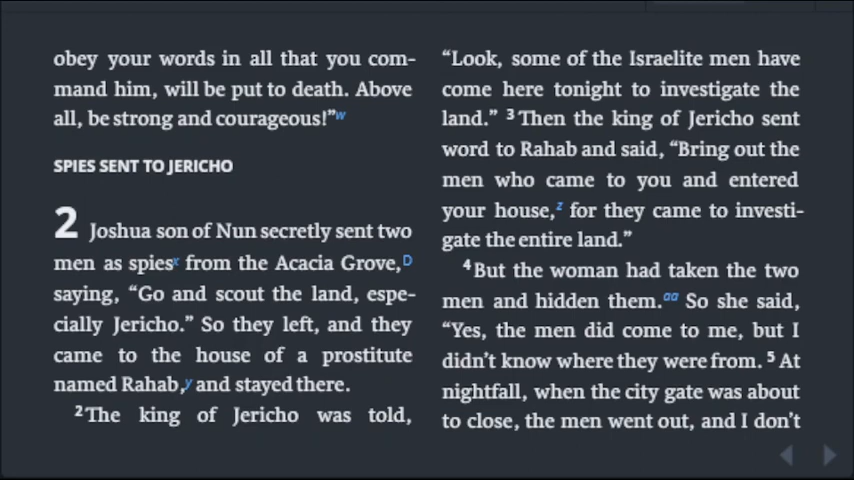 obey your words in all that you com-
mand him, will be put to death. Above
all, be strong and courageous!”w
SPIES SENT TO JERICHO
2 Joshua son of Nun secretly sent two
men as spiesx from the Acacia Grove,D
saying, “Go and scout the land, espe-
cially Jericho.” So they left, and they
came to the house of a prostitute
named Rahab,y and stayed there.
2The king of Jericho was told,
“Look, some of the Israelite men have
come here tonight to investigate the
land.” 3Then the king of Jericho sent
word to Rahab and said, “Bring out the
men who came to you and entered
your house,z for they came to investi-
gate the entire land.”
4But the woman had taken the two
men and hidden them.aa So she said,
“Yes, the men did come to me, but I
didn’t know where they were from. 5At
nightfall, when the city gate was about
to close, the men went out, and I don’t